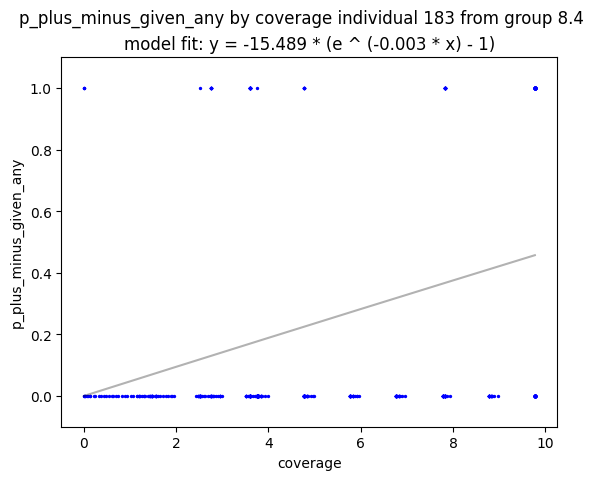 p_plus_minus_given_any by coverage individual 183 from group 8.4
model fit: y = -15.489 * (e ^ (-0.003 * x) - 1)
1.0
0.8
0.6
0.4
0.2
0.0
p_plus_minus_given_any
0 2 4 6 8 10
coverage